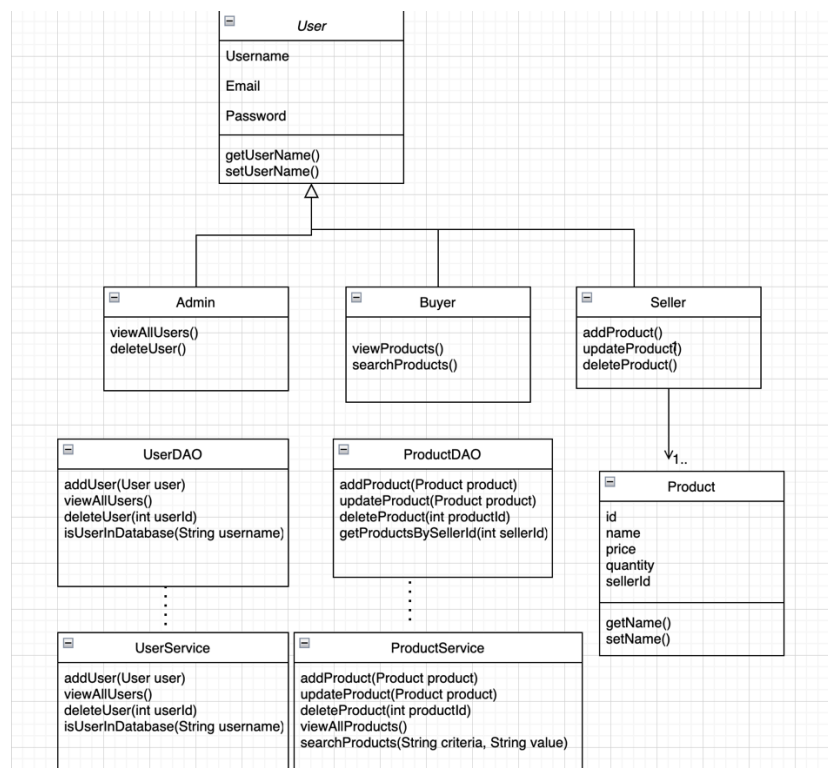 User
Username
Email
Password
getUserName()
setUserName()
Admin
viewAllUsers()
deleteUser()
Buyer
viewProducts()
searchProducts()
Seller
addProduct()
updateProduct()
deleteProduct()
1..
UserDAO
addUser(User user)
viewAllUsers()
deleteUser(int userId)
isUserInDatabase(String username)
ProductDAO
addProduct(Product product)
updateProduct(Product product)
deleteProduct(int productId)
getProductsBySellerId(int sellerId)
Product
id
name
price
quantity
sellerId
getName()
setName()
UserService
addUser(User user)
viewAllUsers()
deleteUser(int userId)
isUserInDatabase(String username)
ProductService
addProduct(Product product)
updateProduct(Product product)
deleteProduct(int productId)
viewAllProducts()
searchProducts(String criteria, String value)